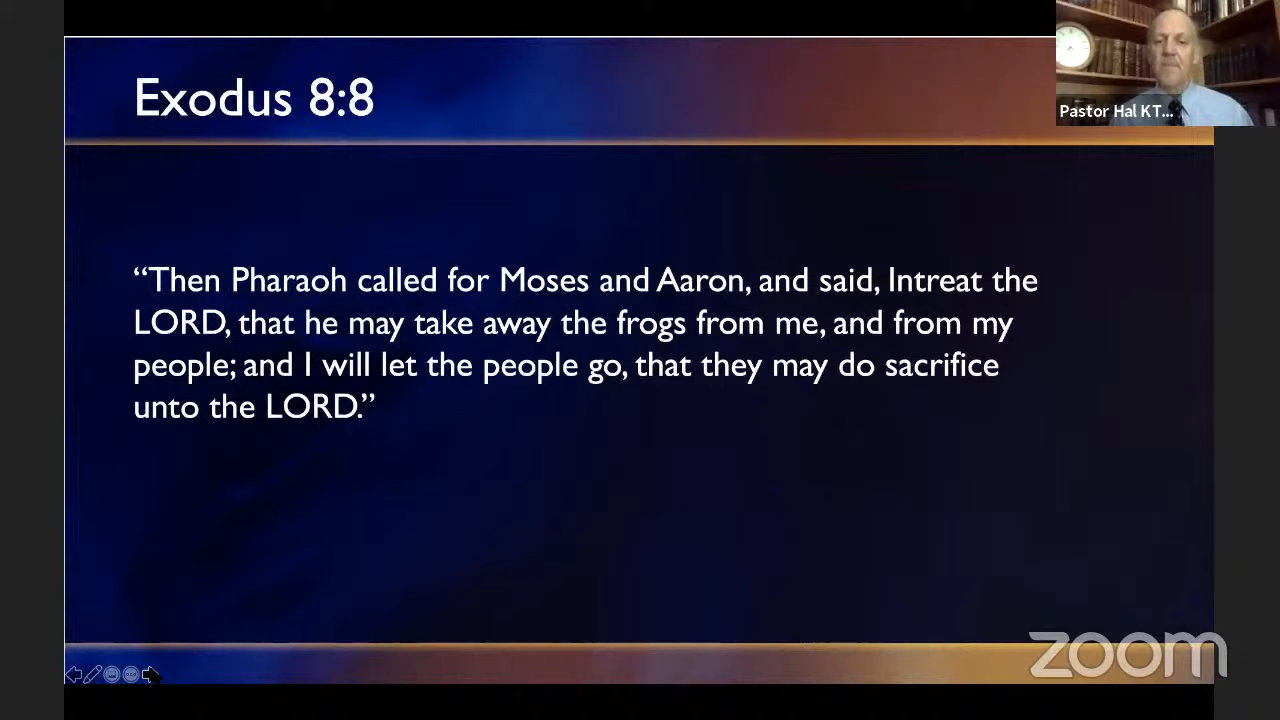 Exodus 8:8
Pastor Hal KT...
“Then Pharaoh called for Moses and Aaron, and said, Intreat the
LORD, that he may take away the frogs from me, and from my
people; and I will let the people go, that they may do sacrifice
unto the LORD.”
zoom